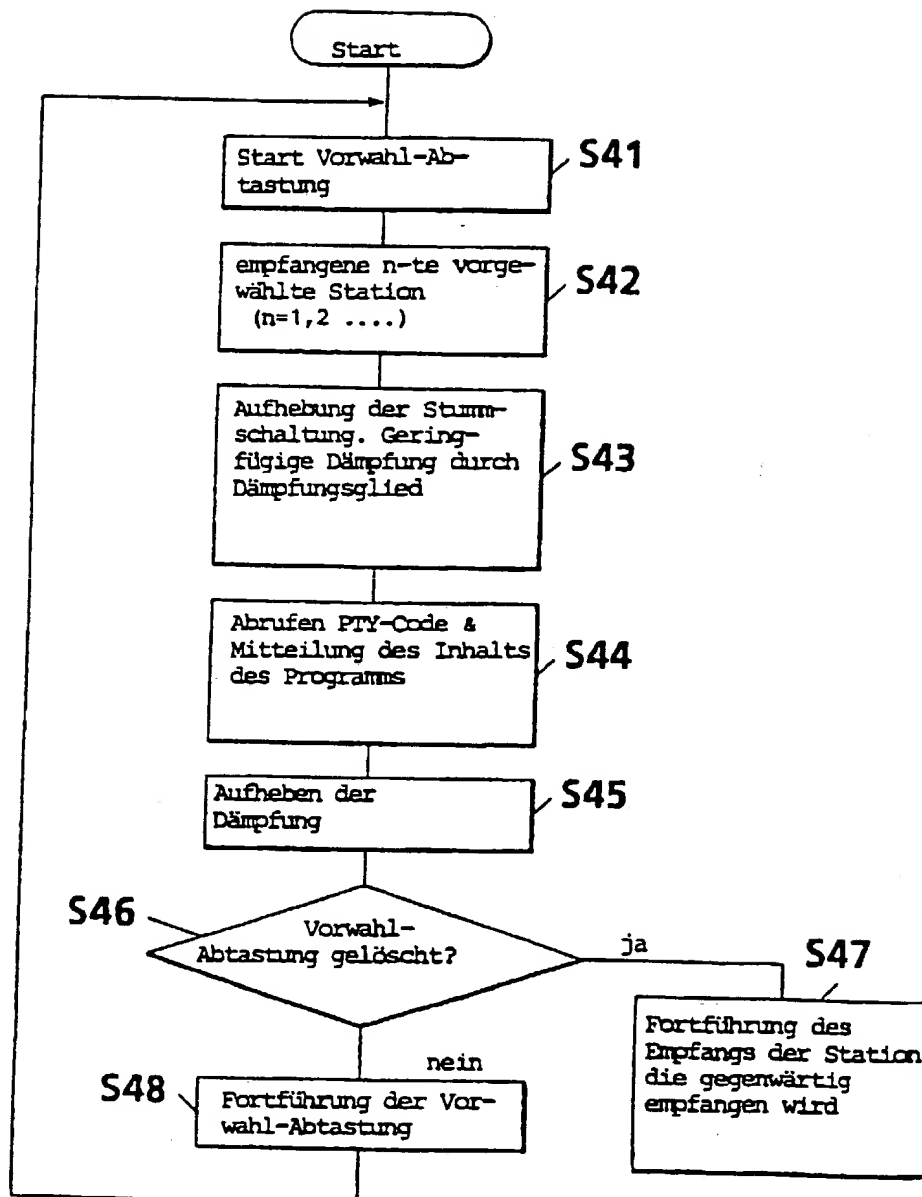 Start
Start Vorwahl-Ab-
tastung
S41
empfangene n-te vorge-
wählte Station
(n=1,2 ....)
S42
Aufhebung der Stumm-
schaltung. Gering-
fügige Dämpfung durch
Dämpfungsglied
S43
Abrufen PTY-Code &
Mitteilung des Inhalts
des Programms
S44
Aufheben der
Dämpfung
S45
S46
Vorwahl-
Abtastung gelöscht?
ja
S47
Fortführung des
Empfangs der Station
die gegenwärtig
empfangen wird
nein
S48
Fortführung der Vor-
wahl-Abtastung